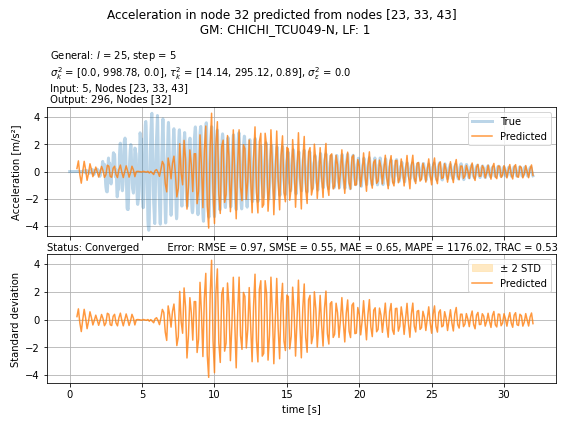 Acceleration in node 32 predicted from nodes [23, 33, 43]
GM: CHICHI_TCU049-N, LF: 1
General: l = 25, step = 5
σ²ₖ = [0.0, 998.78, 0.0], τ²ₖ = [14.14, 295.12, 0.89], σ²ε = 0.0
Input: 5, Nodes [23, 33, 43]
Output: 296, Nodes [32]
Acceleration [m/s²]
4
2
0
−2
−4
True
Predicted
Status: Converged
Error: RMSE = 0.97, SMSE = 0.55, MAE = 0.65, MAPE = 1176.02, TRAC = 0.53
Standard deviation
4
2
0
−2
−4
± 2 STD
Predicted
0 5 10 15 20 25 30
time [s]